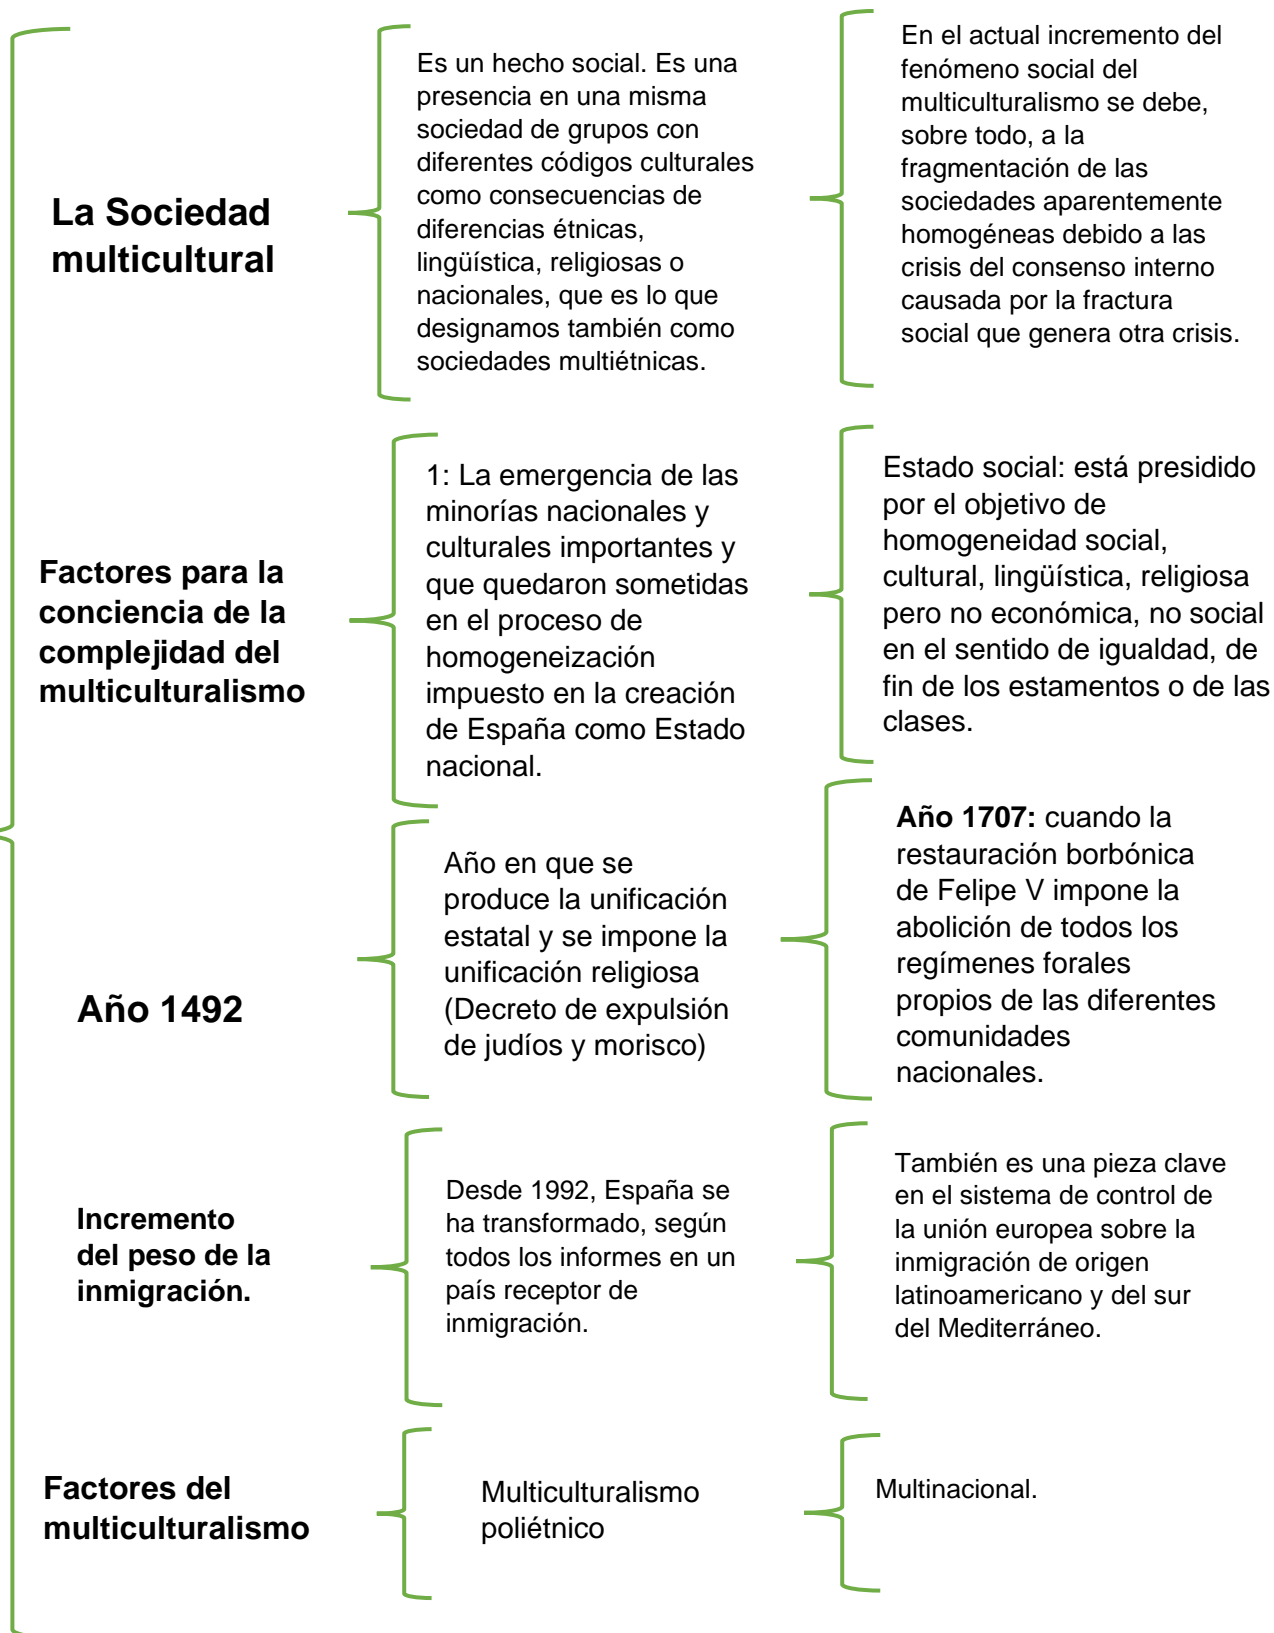 La Sociedad
multicultural
Es un hecho social. Es una
presencia en una misma
sociedad de grupos con
diferentes códigos culturales
como consecuencias de
diferencias étnicas,
lingüística, religiosas o
nacionales, que es lo que
designamos también como
sociedades multiétnicas.
En el actual incremento del
fenómeno social del
multiculturalismo se debe,
sobre todo, a la
fragmentación de las
sociedades aparentemente
homogéneas debido a las
crisis del consenso interno
causada por la fractura
social que genera otra crisis.
Factores para la
conciencia de la
complejidad del
multiculturalismo
1: La emergencia de las
minorías nacionales y
culturales importantes y
que quedaron sometidas
en el proceso de
homogeneización
impuesto en la creación
de España como Estado
nacional.
Estado social: está presidido
por el objetivo de
homogeneidad social,
cultural, lingüística, religiosa
pero no económica, no social
en el sentido de igualdad, de
fin de los estamentos o de las
clases.
Año 1492
Año en que se
produce la unificación
estatal y se impone la
unificación religiosa
(Decreto de expulsión
de judíos y morisco)
Año 1707: cuando la
restauración borbónica
de Felipe V impone la
abolición de todos los
regímenes forales
propios de las diferentes
comunidades
nacionales.
Incremento
del peso de la
inmigración.
Desde 1992, España se
ha transformado, según
todos los informes en un
país receptor de
inmigración.
También es una pieza clave
en el sistema de control de
la unión europea sobre la
inmigración de origen
latinoamericano y del sur
del Mediterráneo.
Factores del
multiculturalismo
Multiculturalismo
poliétnico
Multinacional.